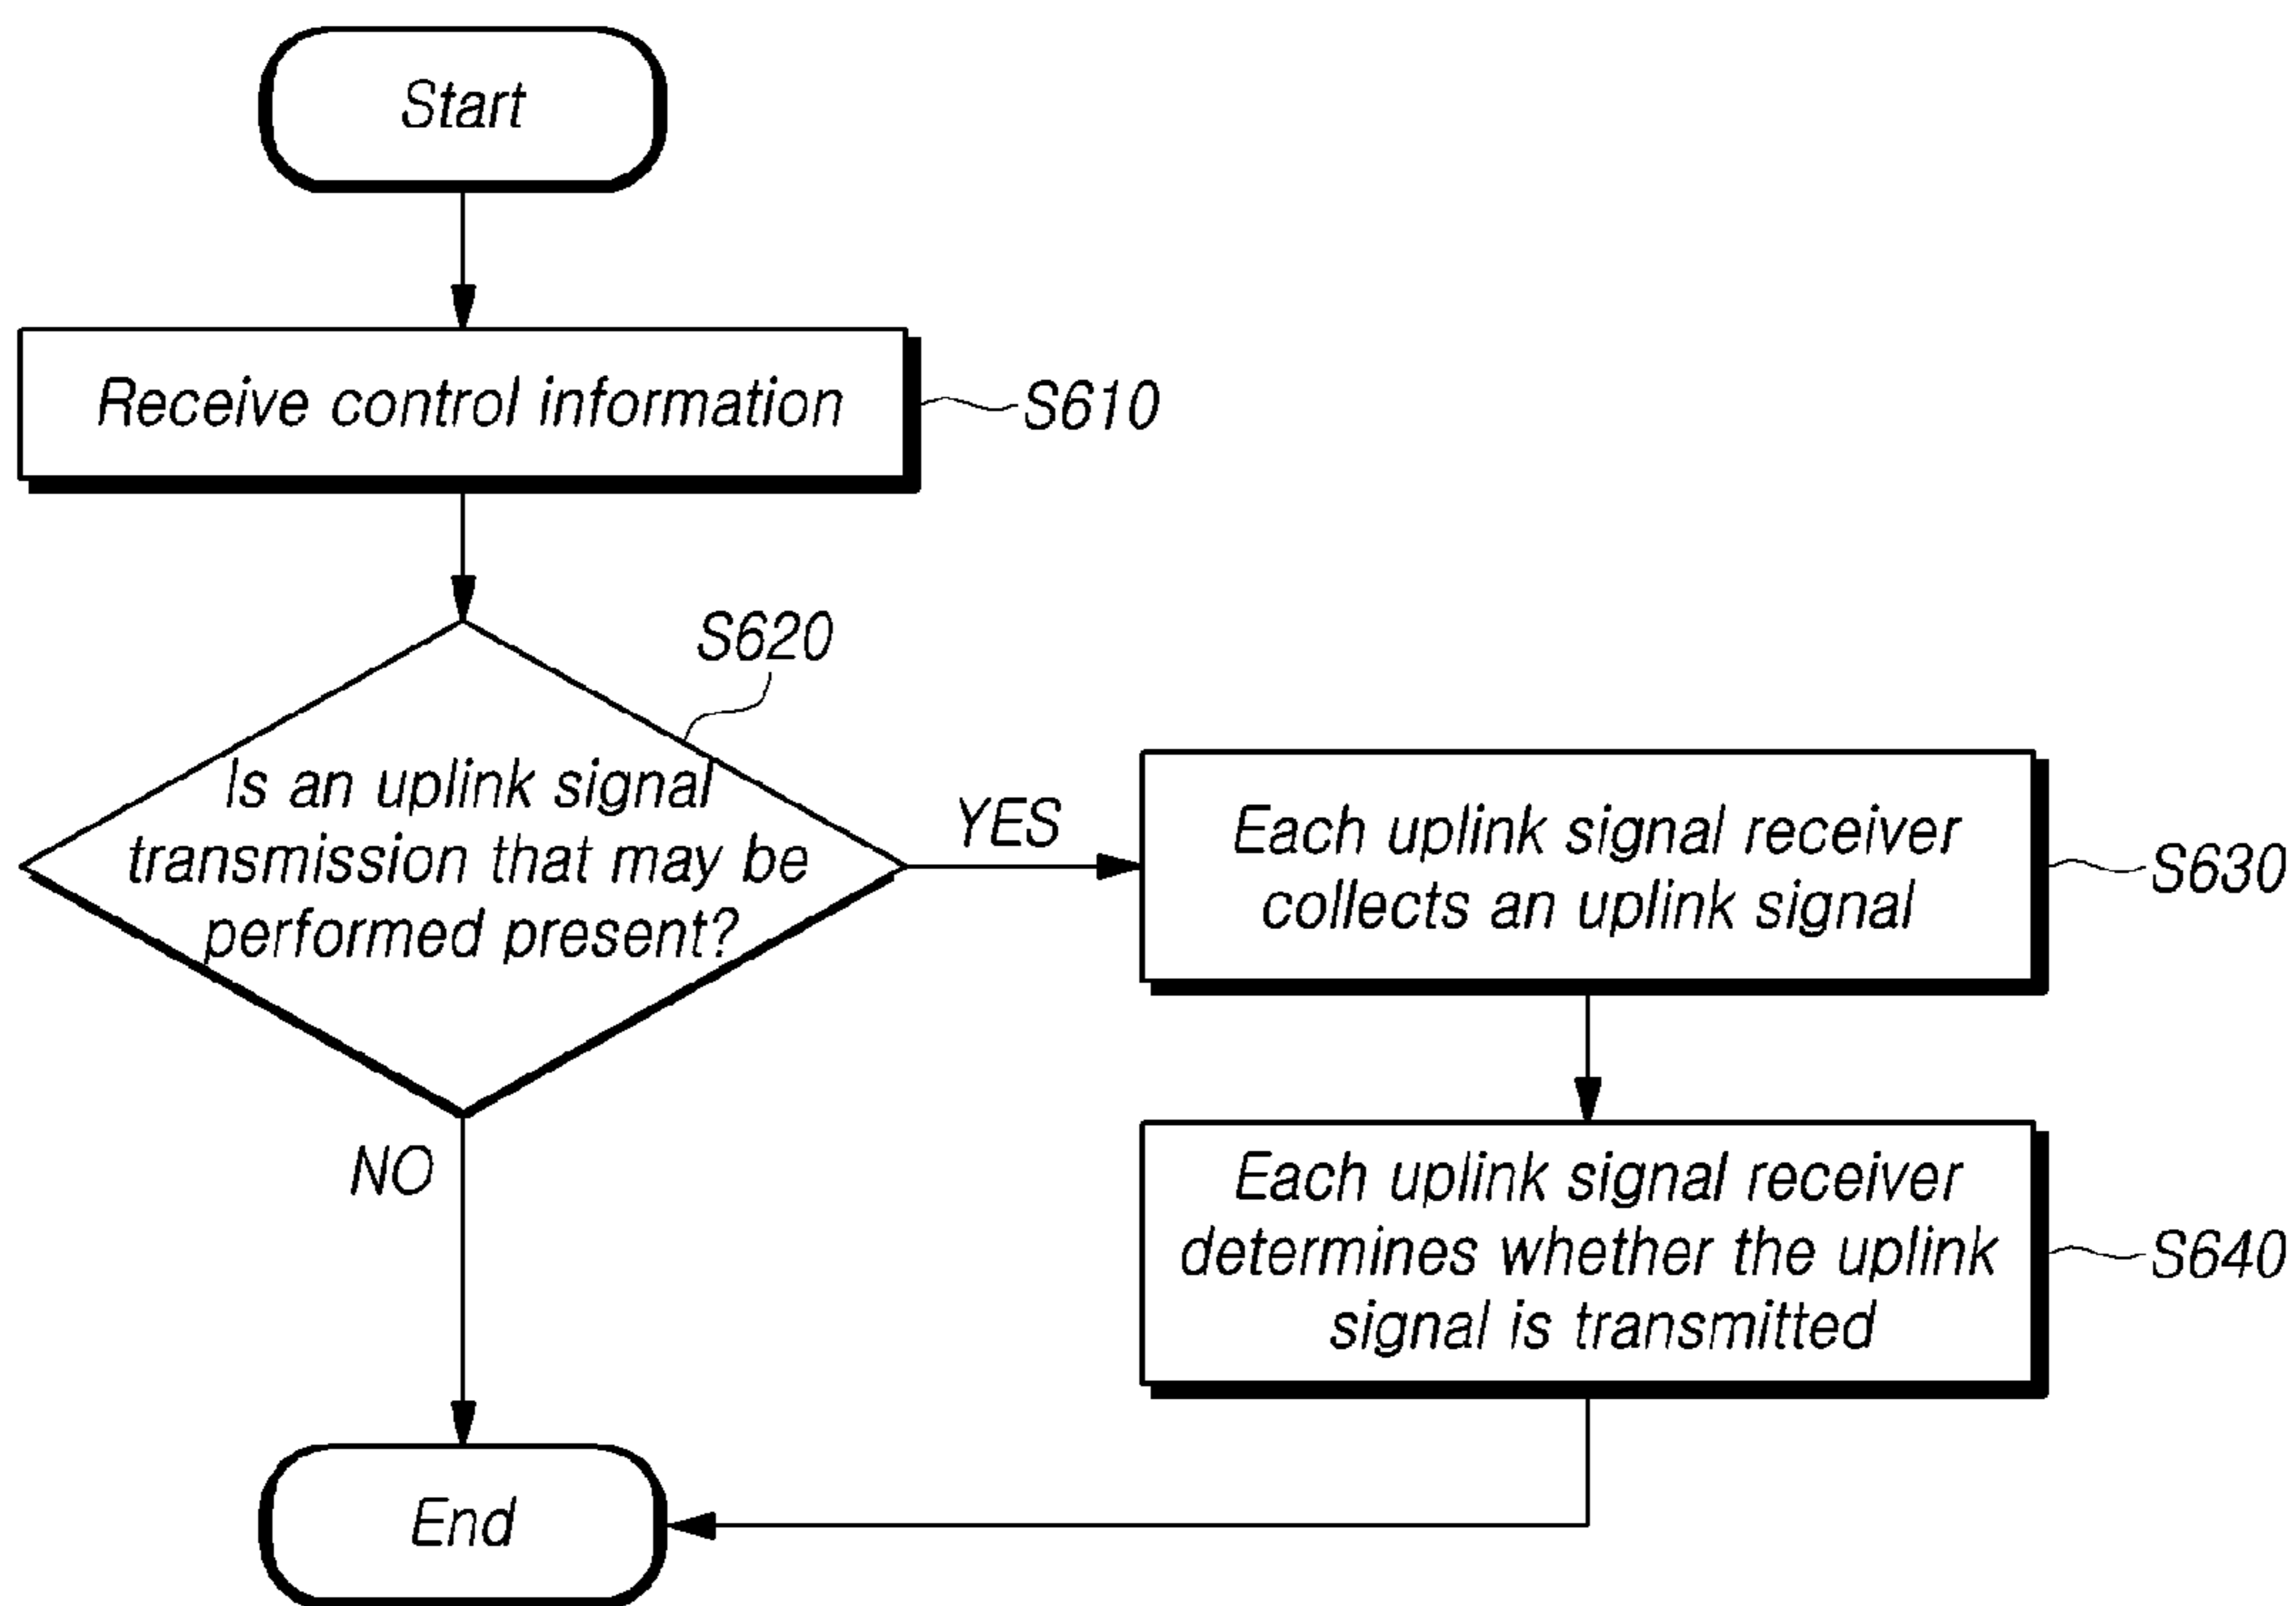 Start
Receive control information
S610
S620
Is an uplink signal
transmission that may be
performed present?
YES
Each uplink signal receiver
collects an uplink signal
S630
NO
Each uplink signal receiver
determines whether the uplink
signal is transmitted
S640
End